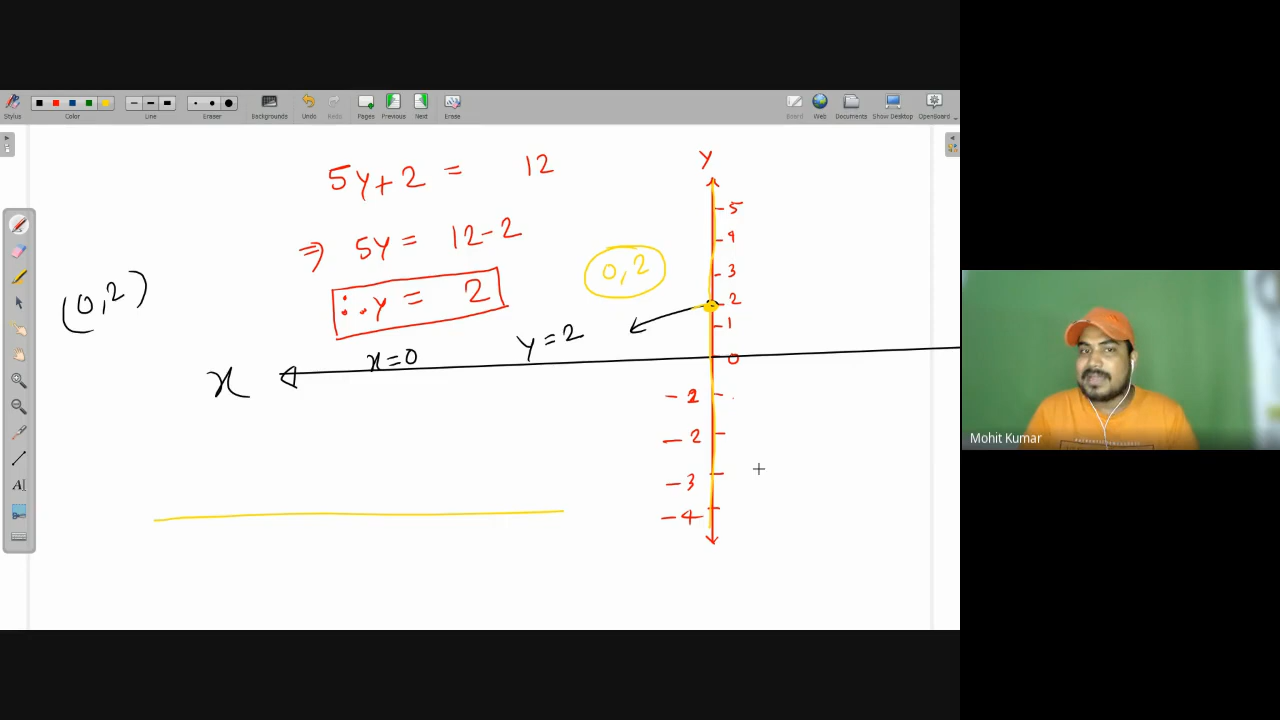 Stylus
Color
Line
Eraser
Backgrounds
Undo
Redo
Pages
Previous
Next
Erase
Board
Web
Documents
Show Desktop
OpenBoard
5y+2 = 12
⇒ 5y = 12-2
∴ y = 2
(0,2)
0,2
x=0
y=2
x
Y
5
4
3
2
1
0
-2
-2
-3
-4
Mohit Kumar